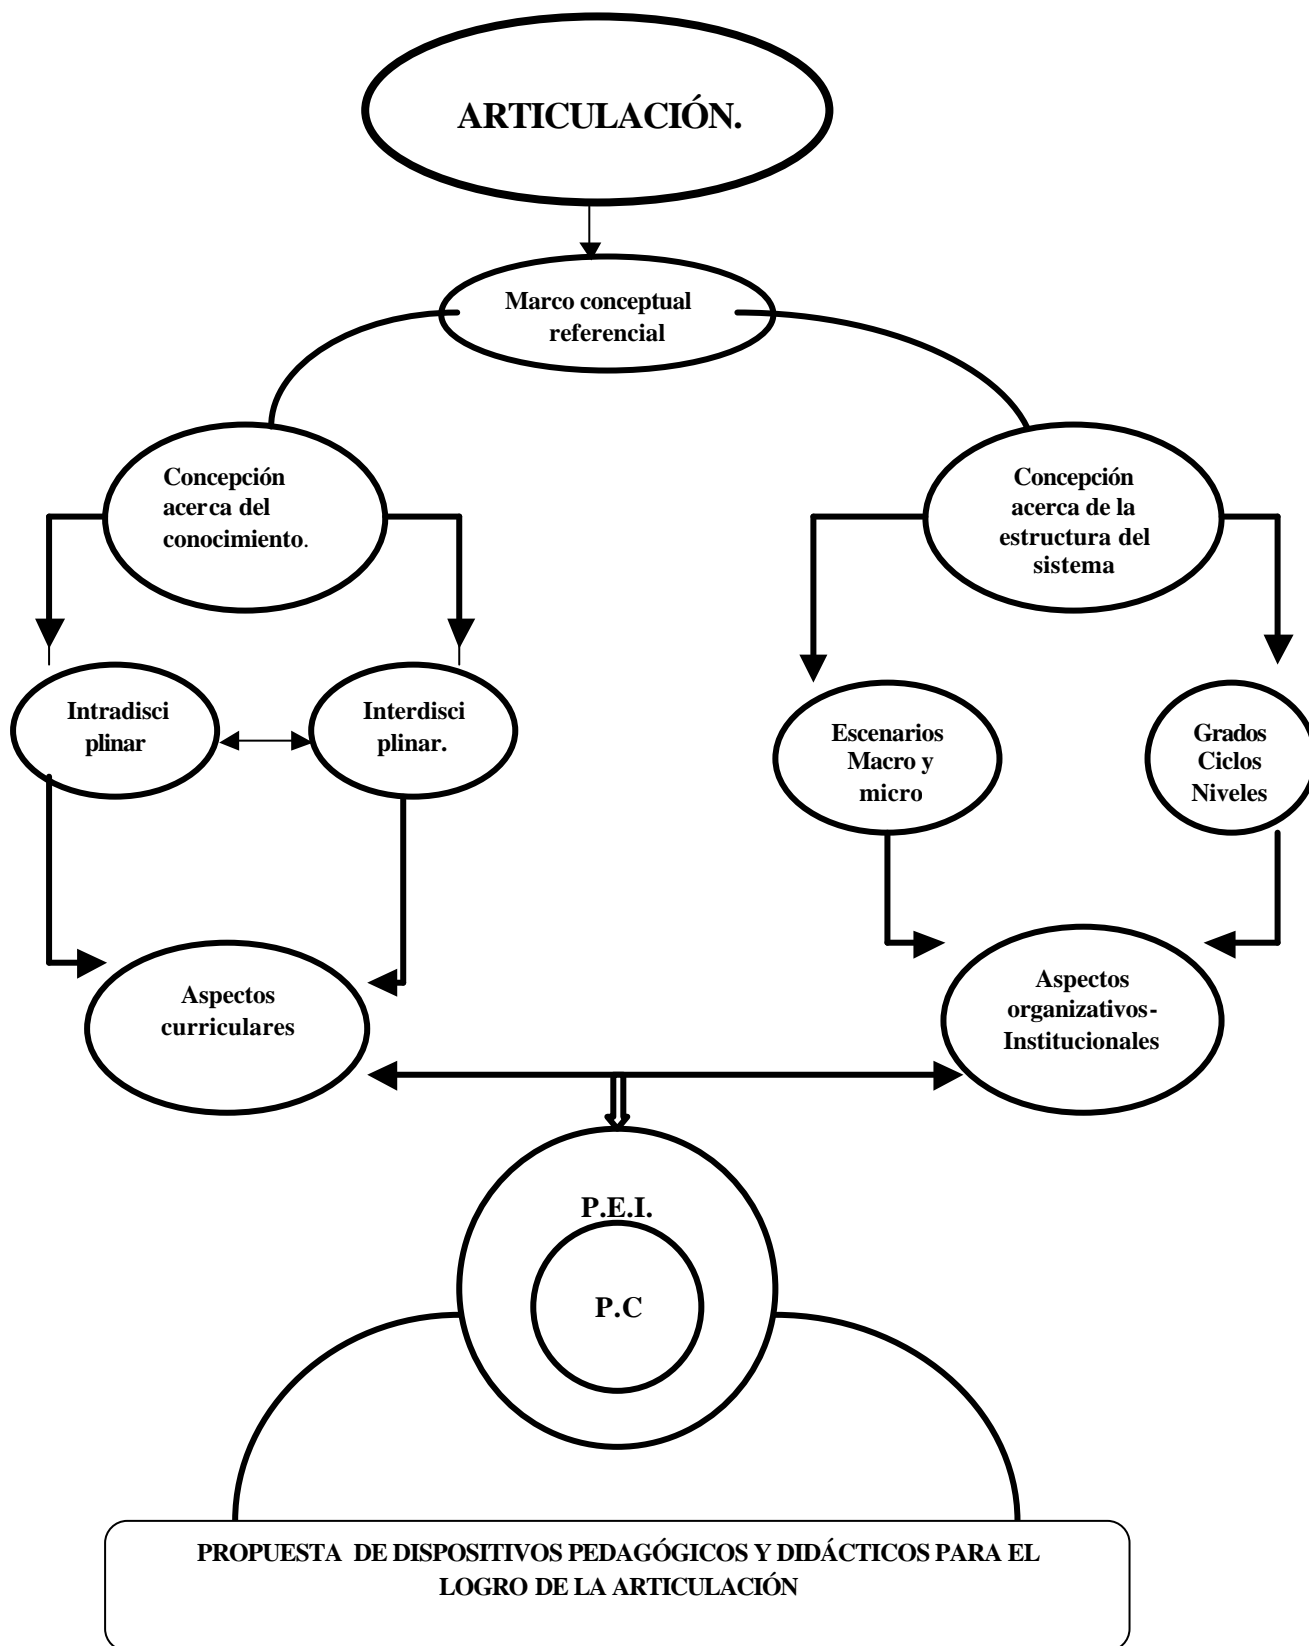 ARTICULACIÓN.
Marco conceptual
referencial
Concepción
acerca del
conocimiento.
Concepción
acerca de la
estructura del
sistema
Intradisci
plinar
Interdisci
plinar.
Escenarios
Macro y
micro
Grados
Ciclos
Niveles
Aspectos
curriculares
Aspectos
organizativos-
Institucionales
P.E.I.
P.C
PROPUESTA DE DISPOSITIVOS PEDAGÓGICOS Y DIDÁCTICOS PARA EL
LOGRO DE LA ARTICULACIÓN